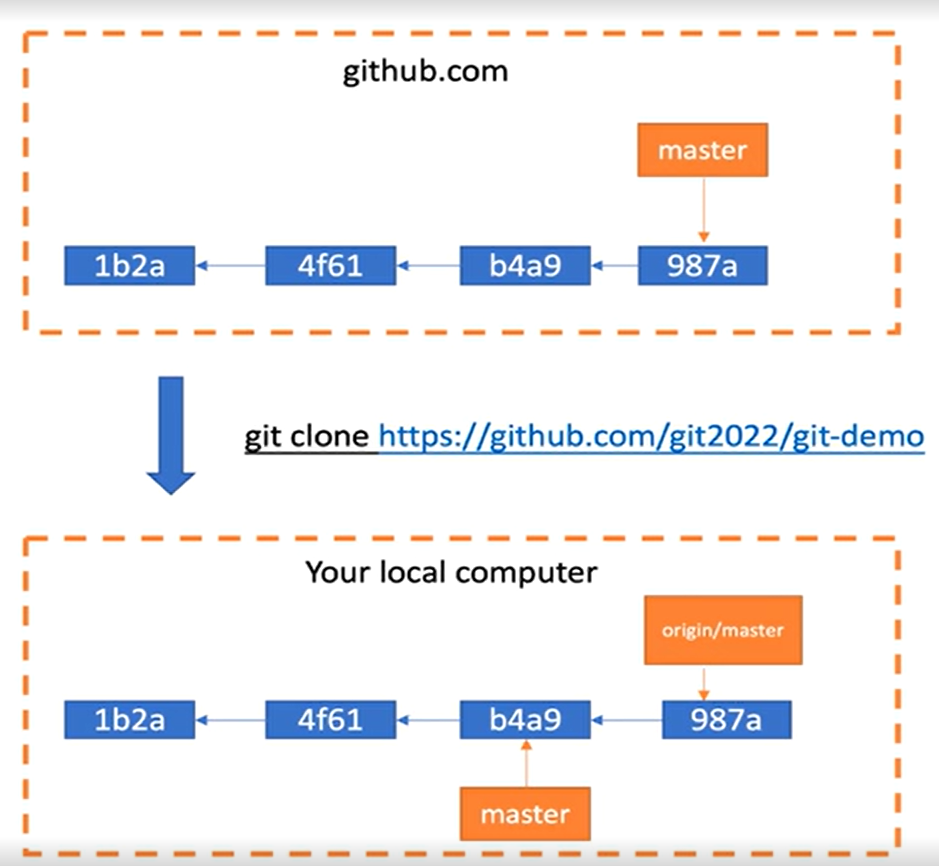 github.com
master
1b2a
4f61
b4a9
987a
git clone https://github.com/git2022/git-demo
Your local computer
origin/master
1b2a
4f61
b4a9
987a
master